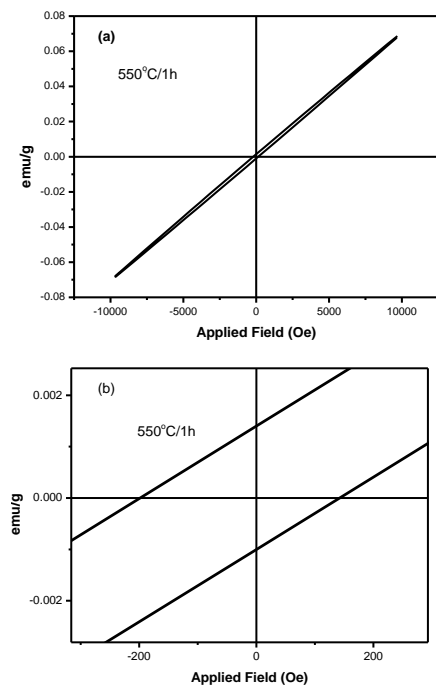 (a)
550°C/1h
0.08
0.06
0.04
0.02
0.00
-0.02
-0.04
-0.06
-0.08
emu/g
-10000 -5000 0 5000 10000
Applied Field (Oe)
(b)
550°C/1h
0.002
0.000
-0.002
emu/g
-200 0 200
Applied Field (Oe)